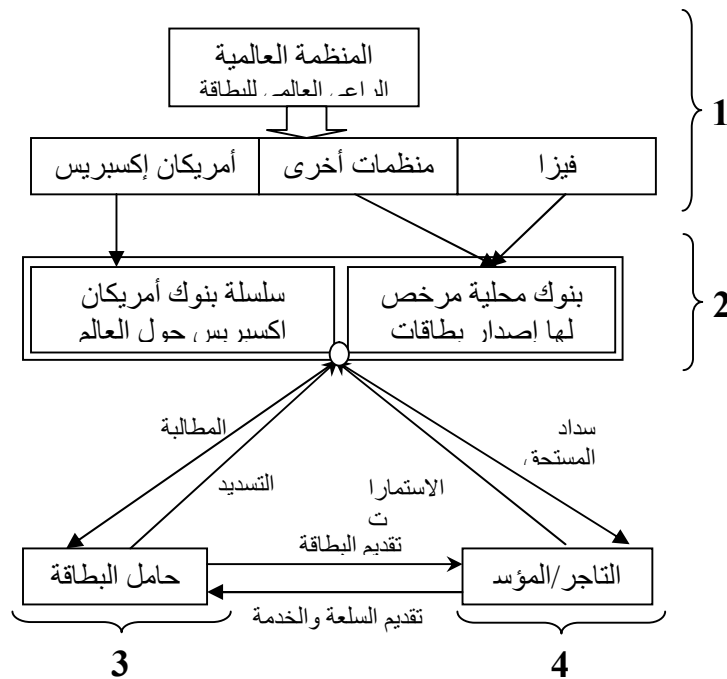 المنظمة العالمية
الراعي العالمي للبطاقة
1
فيزا
منظمات أخرى
أمريكان إكسبريس
2
بنوك محلية مرخص
لها إصدار بطاقات
سلسلة بنوك أمريكان
اكسبريس حول العالم
سداد
المستحق
المطالبة
الاستمارا
ت
التسديد
تقديم البطاقة
التاجر/المؤس
حامل البطاقة
تقديم السلعة والخدمة
4
3